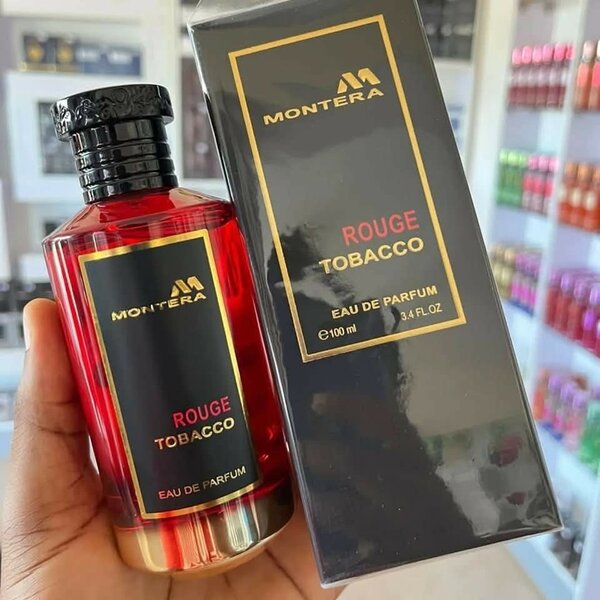 MONTERA
ROUGE
TOBACCO
EAU DE PARFUM
℮100 ml 3.4 FL.OZ
MONTERA
ROUGE
TOBACCO
EAU DE PARFUM